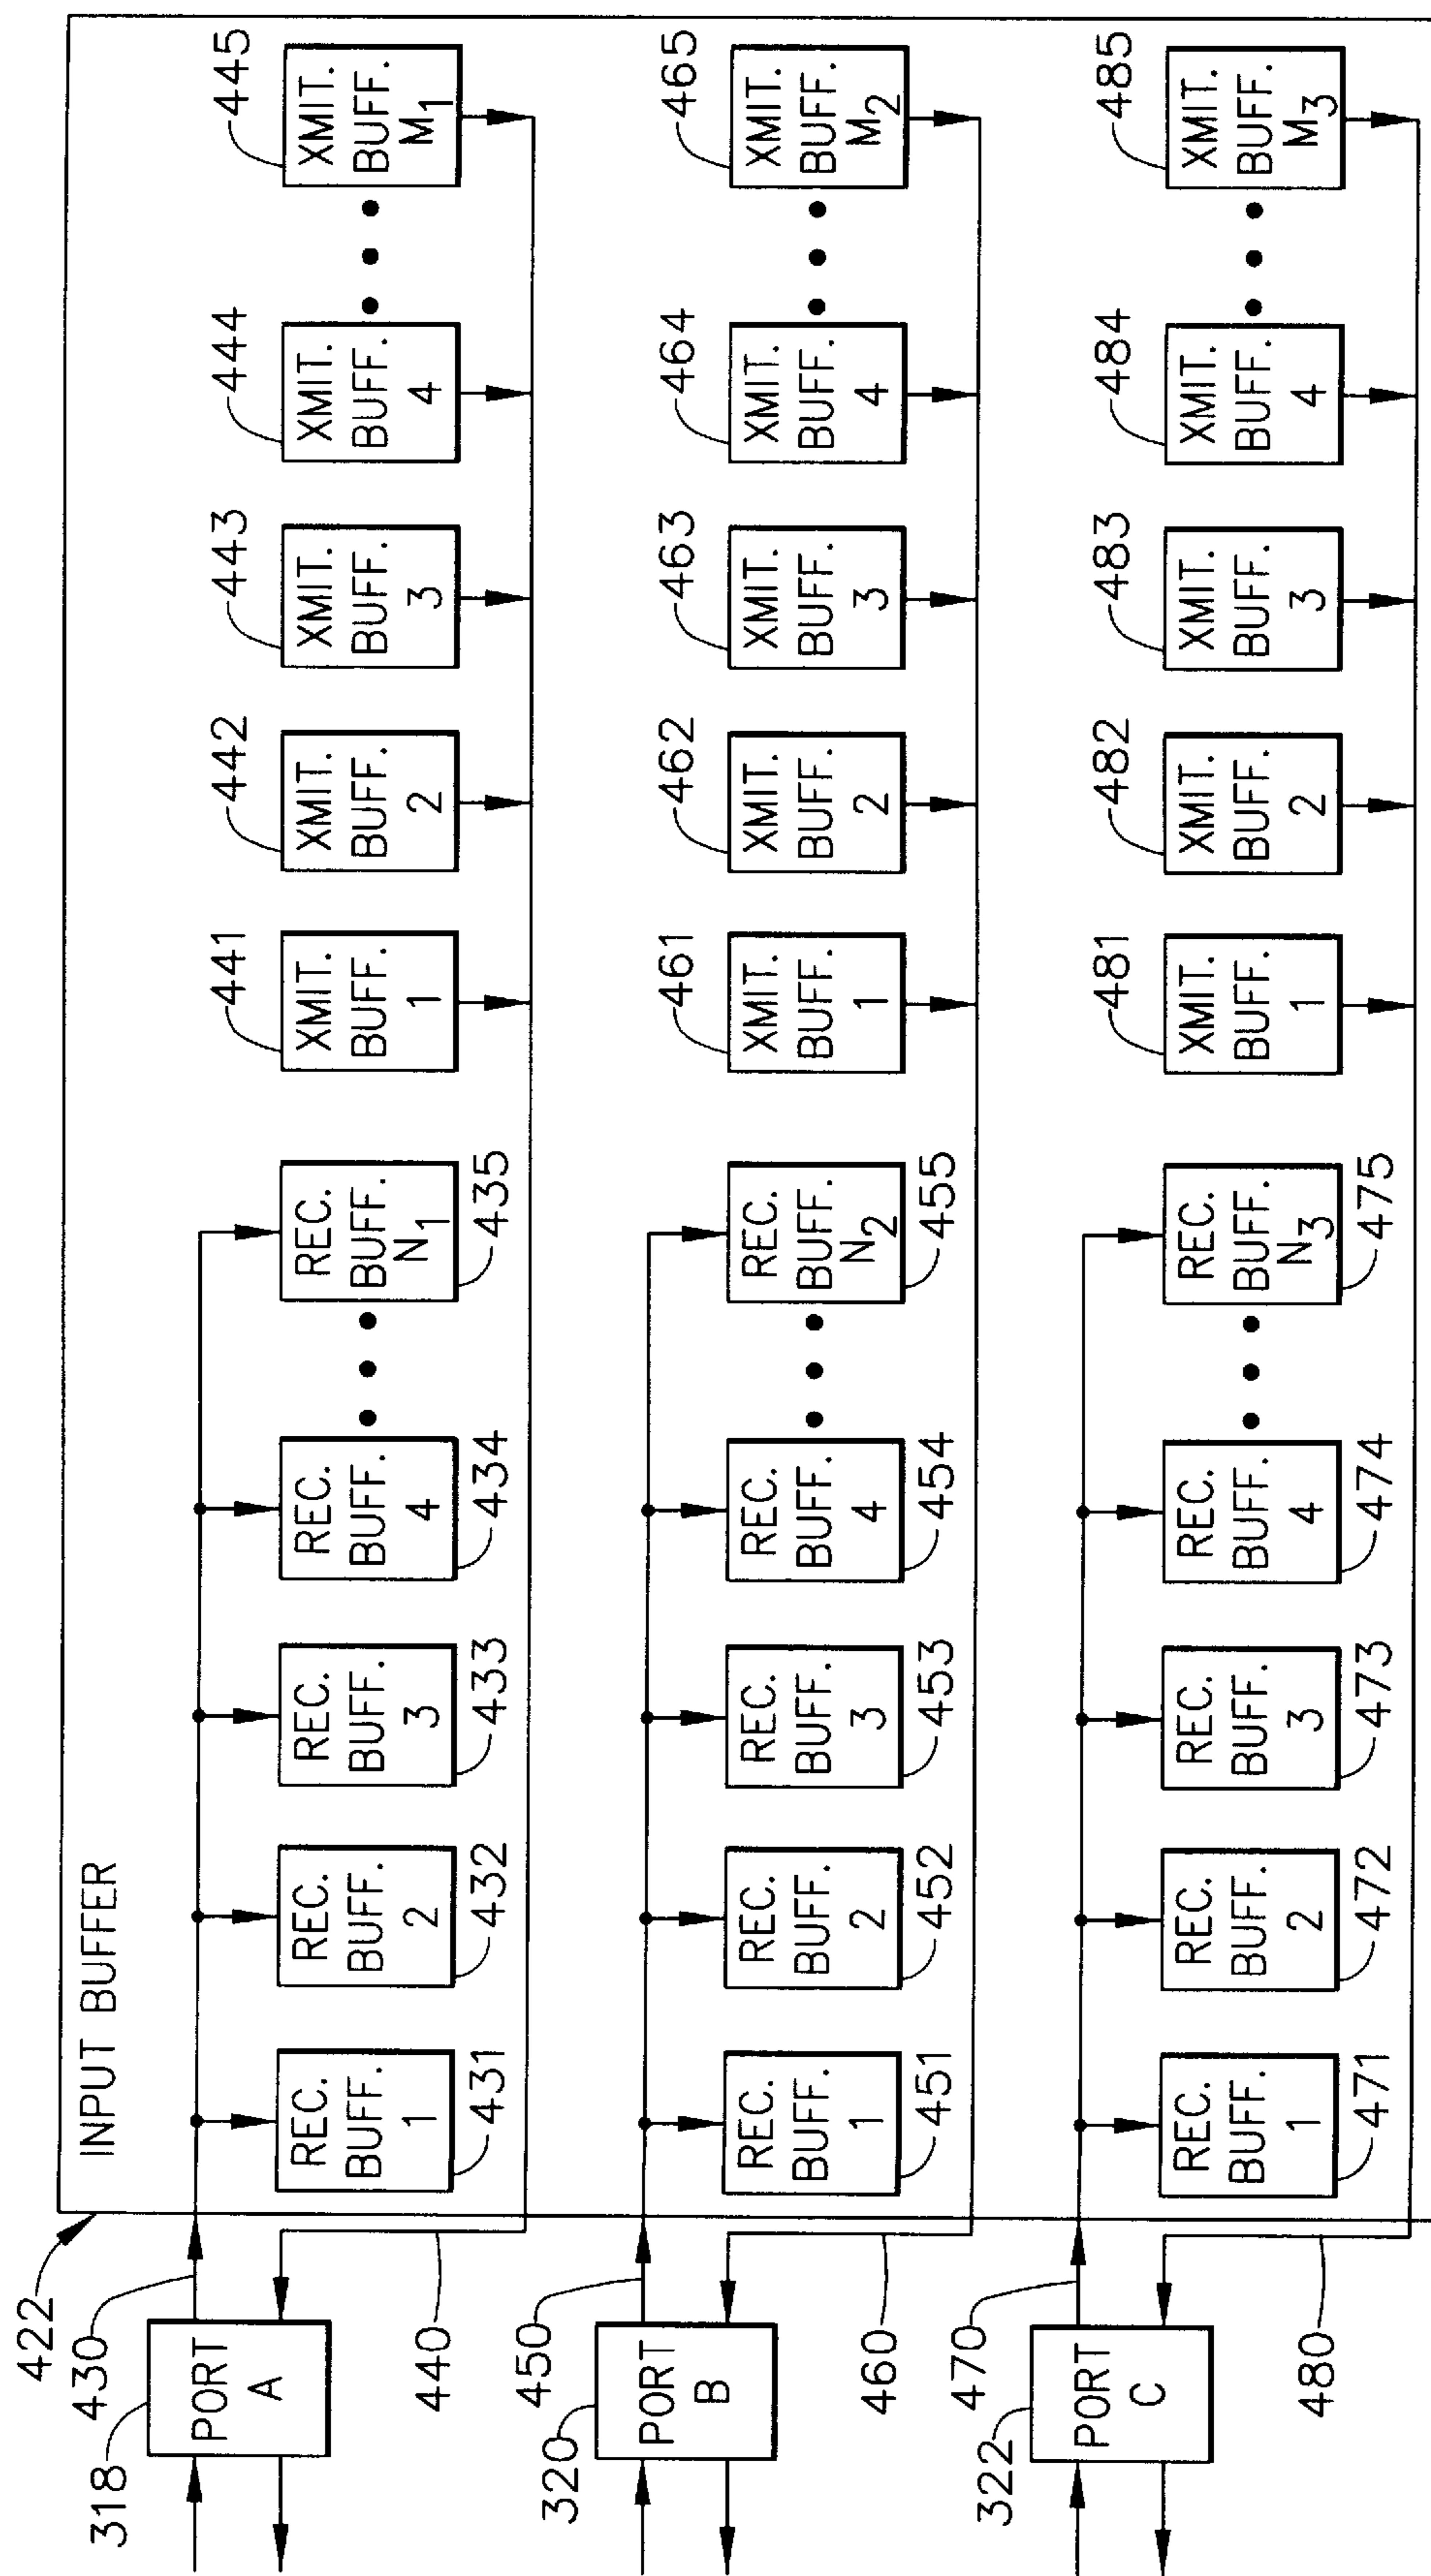 INPUT BUFFER
422
318
PORT
A
430
440
REC.
BUFF.
1
431
REC.
BUFF.
2
432
REC.
BUFF.
3
433
REC.
BUFF.
4
434
REC.
BUFF.
N1
435
XMIT.
BUFF.
1
441
XMIT.
BUFF.
2
442
XMIT.
BUFF.
3
443
XMIT.
BUFF.
4
444
XMIT.
BUFF.
M1
445
320
PORT
B
450
460
REC.
BUFF.
1
451
REC.
BUFF.
2
452
REC.
BUFF.
3
453
REC.
BUFF.
4
454
REC.
BUFF.
N2
455
XMIT.
BUFF.
1
461
XMIT.
BUFF.
2
462
XMIT.
BUFF.
3
463
XMIT.
BUFF.
4
464
XMIT.
BUFF.
M2
465
322
PORT
C
470
480
REC.
BUFF.
1
471
REC.
BUFF.
2
472
REC.
BUFF.
3
473
REC.
BUFF.
4
474
REC.
BUFF.
N3
475
XMIT.
BUFF.
1
481
XMIT.
BUFF.
2
482
XMIT.
BUFF.
3
483
XMIT.
BUFF.
4
484
XMIT.
BUFF.
M3
485